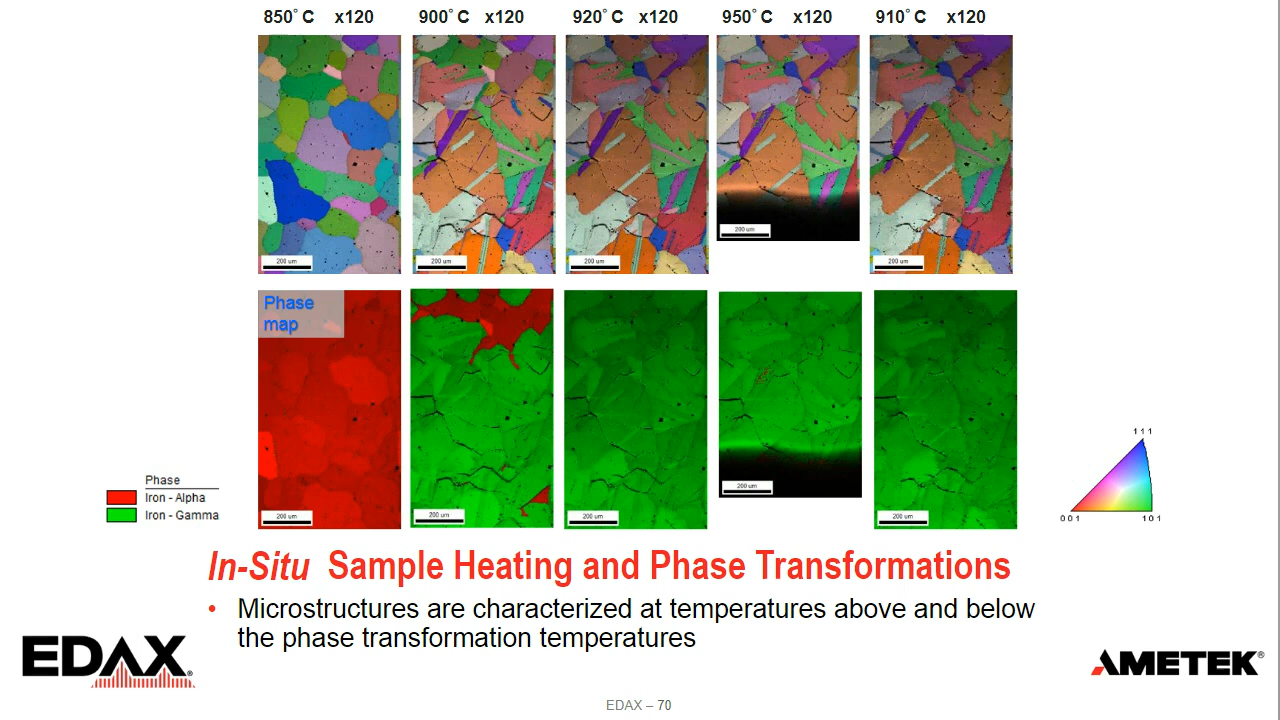 850°C x120
900°C x120
920°C x120
950°C x120
910°C x120
200 um
200 um
200 um
200 um
200 um
Phase
map
200 um
200 um
200 um
200 um
200 um
Phase
Iron - Alpha
Iron - Gamma
1 1 1
0 0 1
1 0 1
In-Situ Sample Heating and Phase Transformations
• Microstructures are characterized at temperatures above and below
the phase transformation temperatures
EDAX®
AMETEK®
EDAX – 70